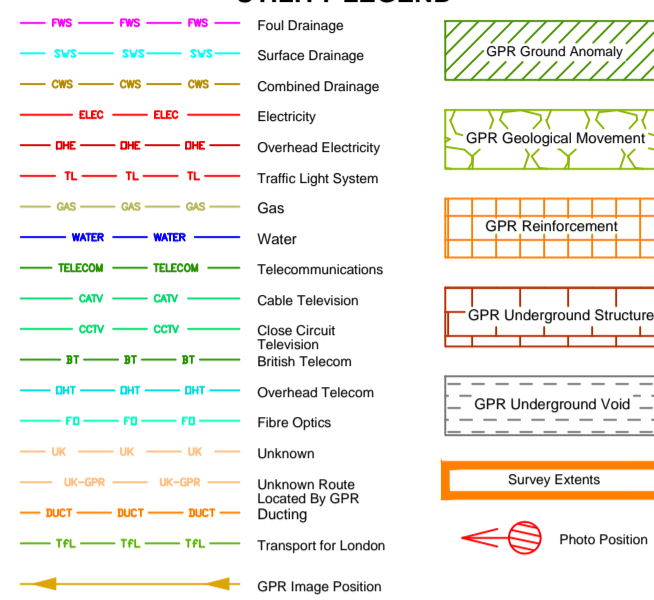 FWS FWS FWS Foul Drainage
SWS SWS SWS Surface Drainage
CWS CWS CWS Combined Drainage
ELEC ELEC Electricity
OHE OHE OHE Overhead Electricity
TL TL TL Traffic Light System
GAS GAS GAS Gas
WATER WATER Water
TELECOM TELECOM Telecommunications
CATV CATV Cable Television
CCTV CCTV Close Circuit
Television
BT BT BT British Telecom
OHT OHT OHT Overhead Telecom
FO FO FO Fibre Optics
UK UK UK Unknown
UK-GPR UK-GPR Unknown Route
Located By GPR
DUCT DUCT DUCT Ducting
TfL TfL TfL Transport for London
GPR Image Position
GPR Ground Anomaly
GPR Geological Movement
GPR Reinforcement
GPR Underground Structure
GPR Underground Void
Survey Extents
Photo Position